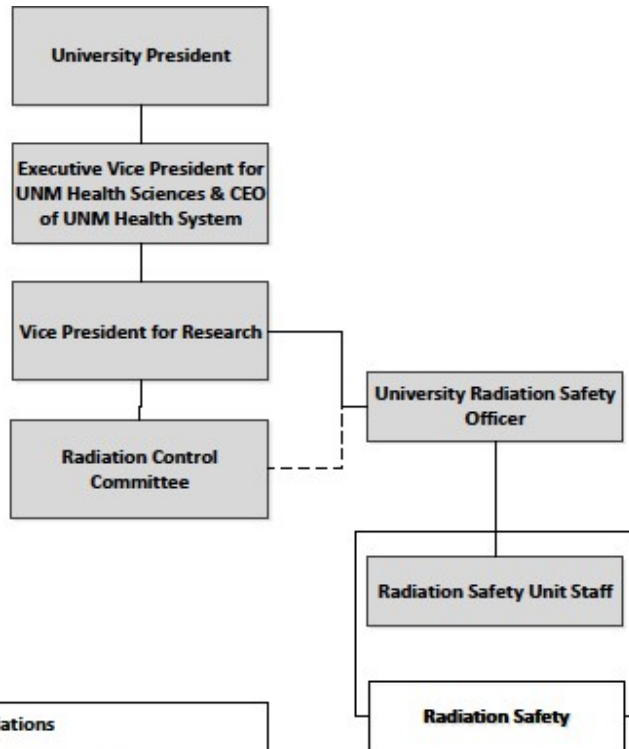 University President
Executive Vice President for
UNM Health Sciences & CEO
of UNM Health System
Vice President for Research
University Radiation Safety
Officer
Radiation Control
Committee
Radiation Safety Unit Staff
Radiation Safety